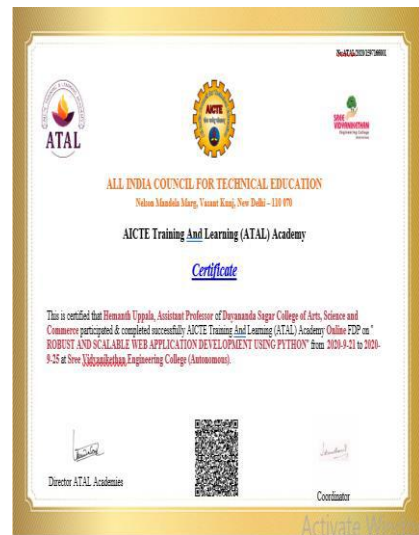 ATAL
AICTE
SREE
VIDYANIKETHAN
ALL INDIA COUNCIL FOR TECHNICAL EDUCATION
Nelson Mandela Marg, Vasant Kunj, New Delhi – 110 070
AICTE Training And Learning (ATAL) Academy
Certificate
This is certified that Hemanth Uppala, Assistant Professor of Dayananda Sagar College of Arts, Science and
Commerce participated & completed successfully AICTE Training And Learning (ATAL) Academy Online FDP on "
ROBUST AND SCALABLE WEB APPLICATION DEVELOPMENT USING PYTHON" from 2020-9-21 to 2020-
9-25 at Sree Vidyanikethan Engineering College (Autonomous).
Director ATAL Academies
Coordinator
Activate